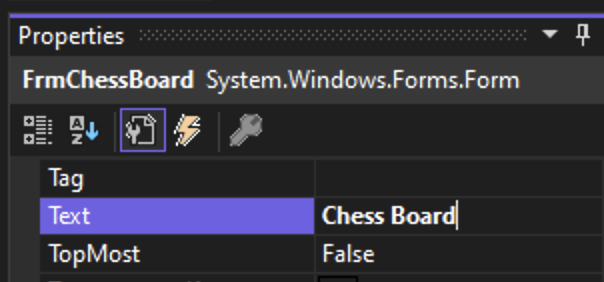 Properties
FrmChessBoard System.Windows.Forms.Form
Tag
Text Chess Board
TopMost False